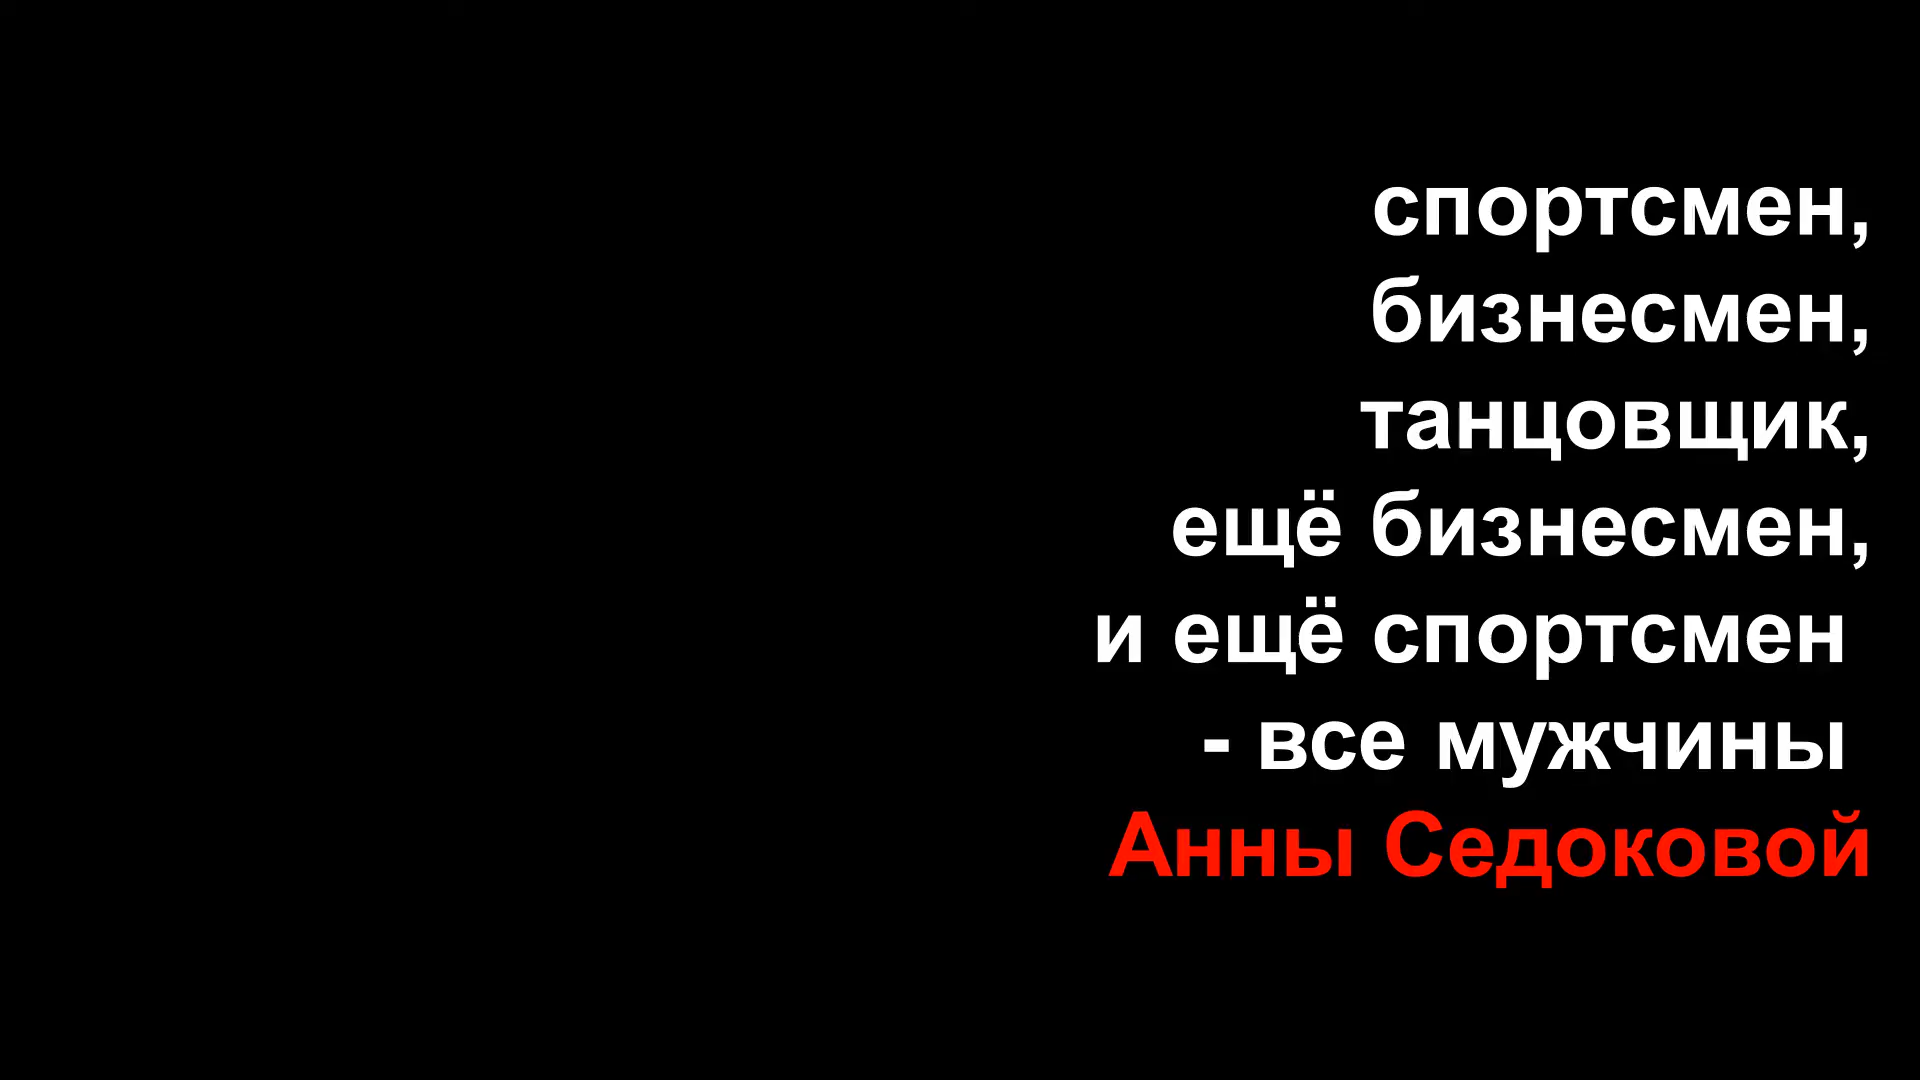 спортсмен,
бизнесмен,
танцовщик,
ещё бизнесмен,
и ещё спортсмен
- все мужчины
Анны Седоковой